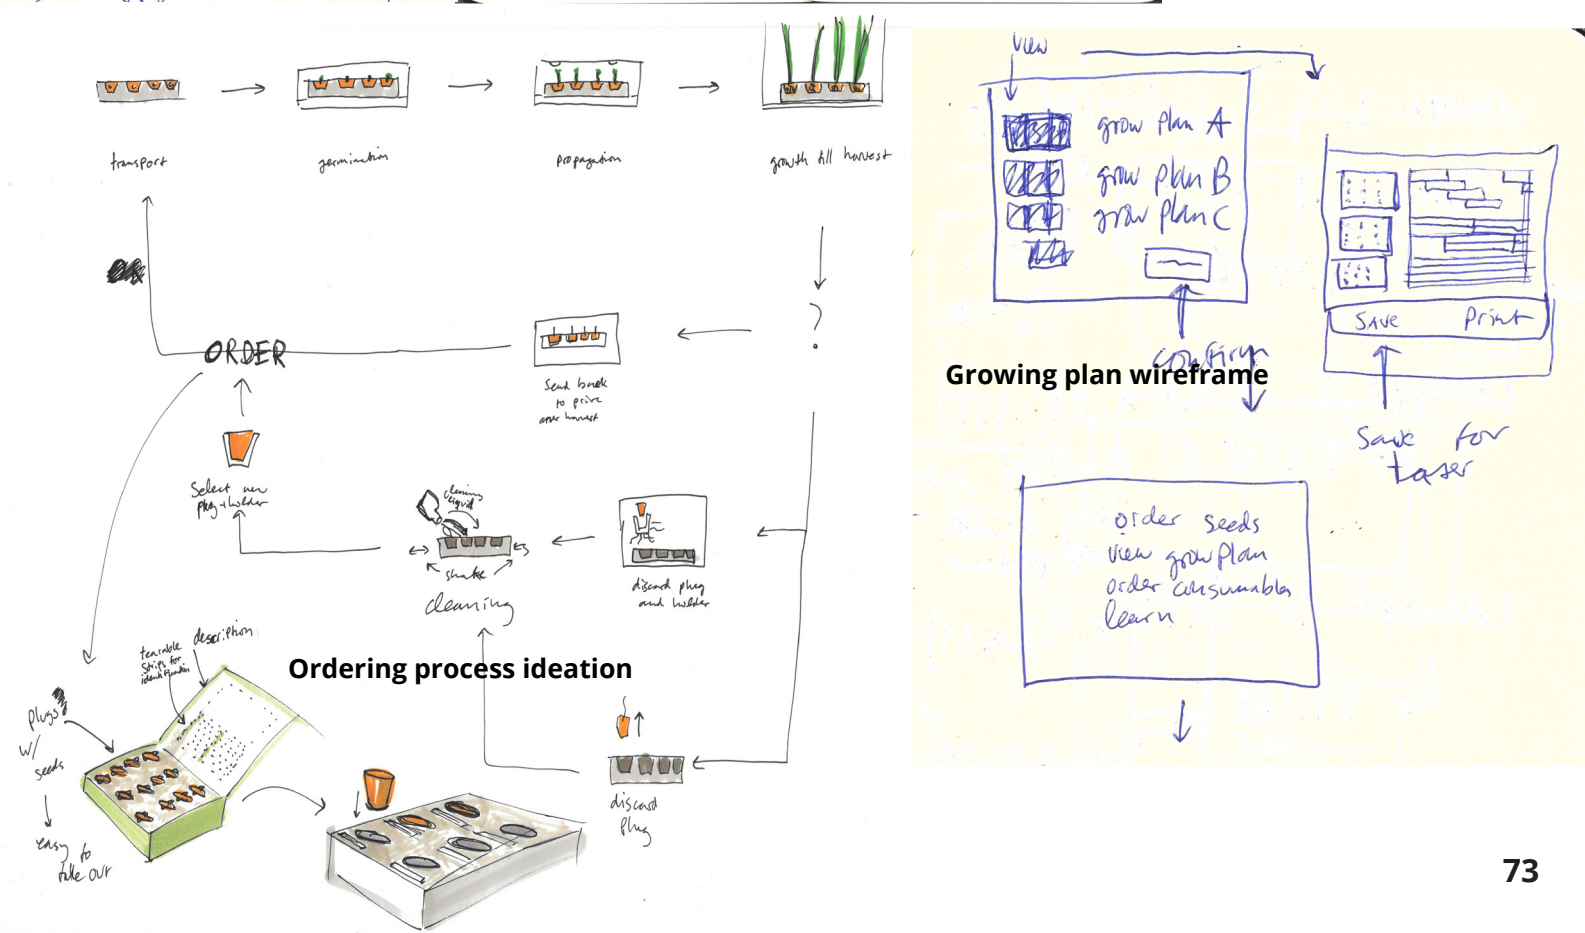 transport
germination
propagation
growth till harvest
?
ORDER
Send back
to prive
after harvest
Select new
plug + holder
cleaning
liquid
shake
cleaning
discard plug
and holder
Ordering process ideation
tearable
strips for
identification
description
plugs
w/
seeds
easy to
take out
discard
plug
view
grow plan A
grow plan B
grow plan C
confirm
SAVE
Print
Growing plan wireframe
Save for
Laser
order seeds
view grow plan
order consumables
learn
73